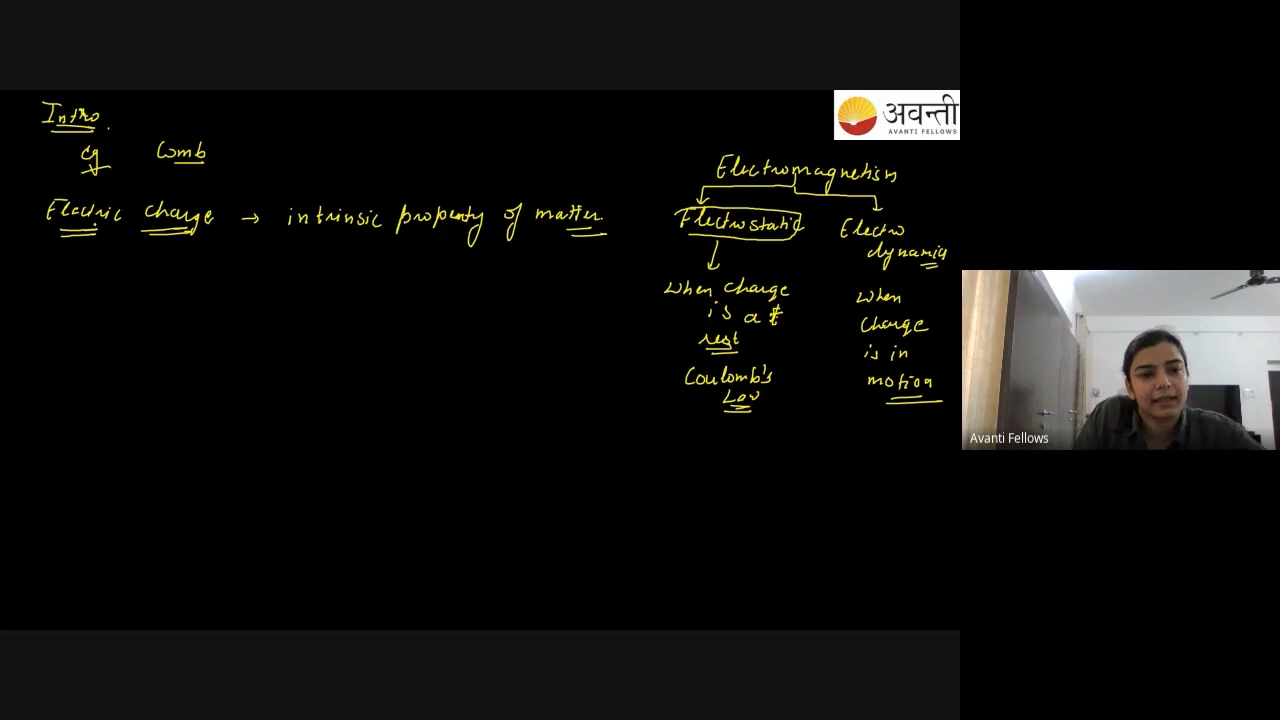 Intro.
eg Comb
Electric charge → intrinsic property of matter.
अवन्ती
AVANTI FELLOWS
Electromagnetism
Electrostatic
When charge
is at
rest
Coulomb's
Law
Electro
dynamics
When
charge
is in
motion
Avanti Fellows